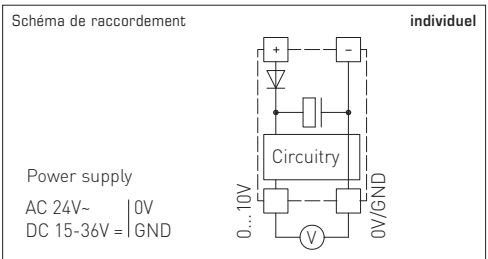 Schéma de raccordement individuel
+ −
Circuitry
Power supply
AC 24V~ 0V
DC 15-36V = GND
0...10V
0V/GND
V